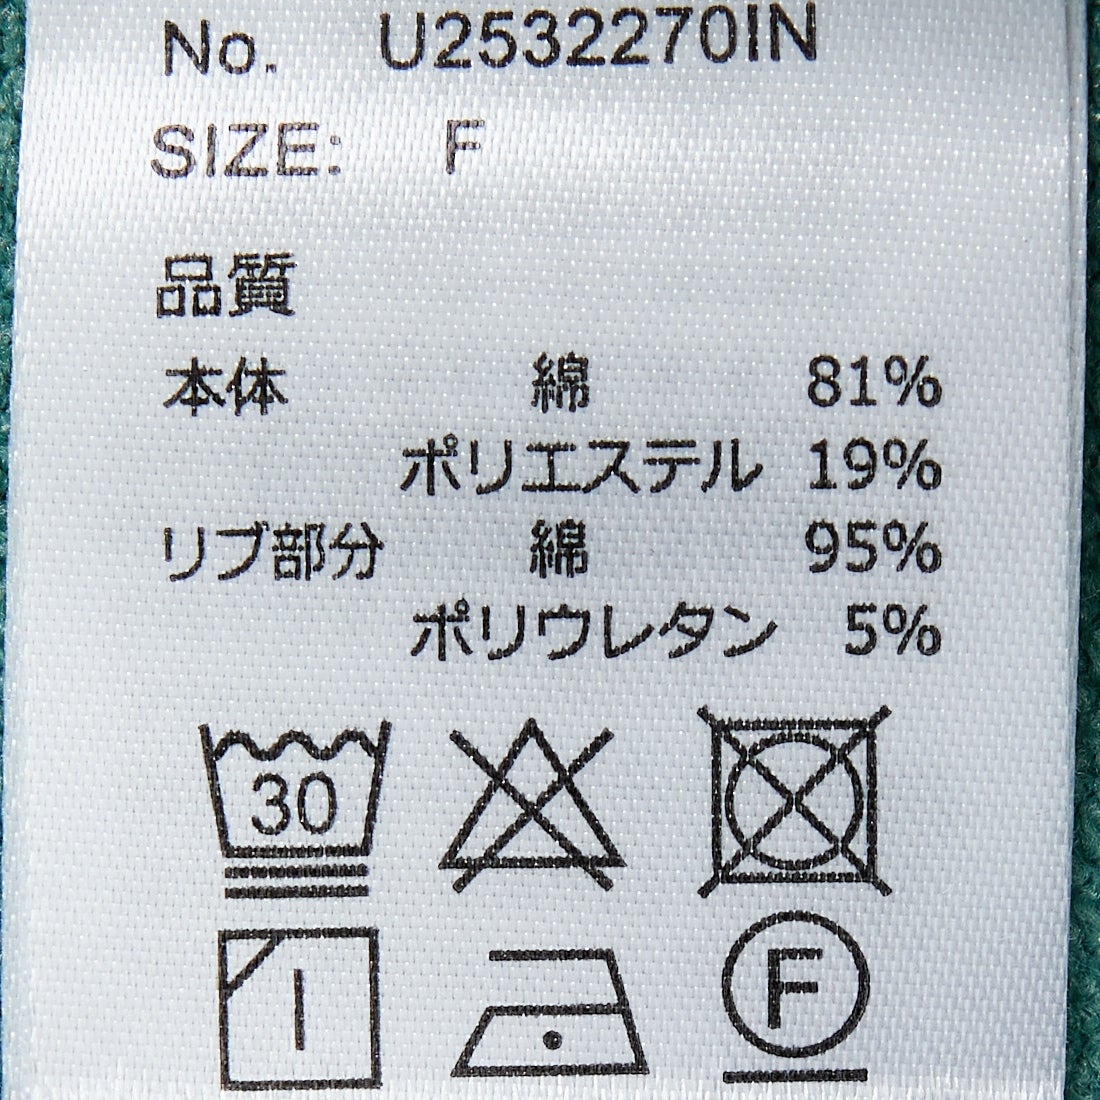 No. U2532270IN
SIZE: F
品質
本体 綿 81%
ポリエステル 19%
リブ部分 綿 95%
ポリウレタン 5%
30
F